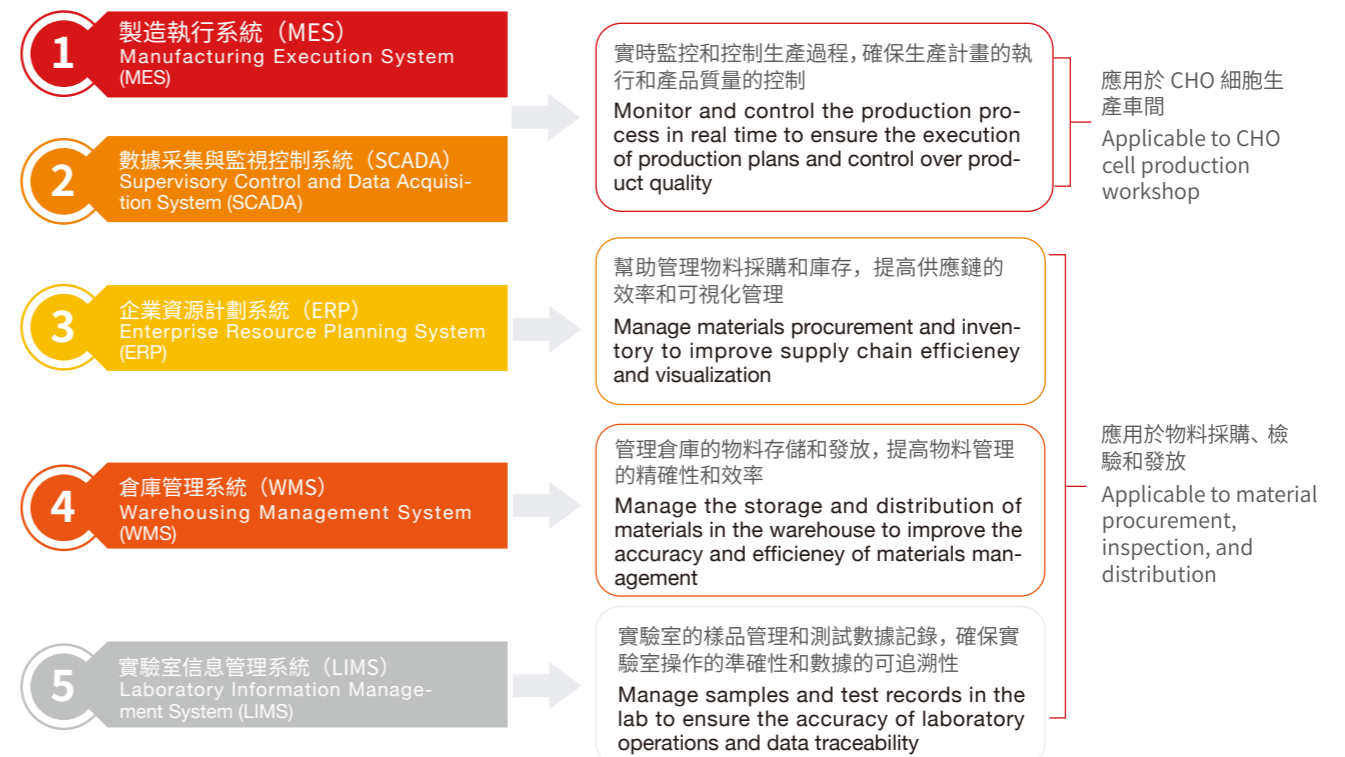 1
製造執行系統（MES）
Manufacturing Execution System
(MES)
2
數據采集與監視控制系統（SCADA）
Supervisory Control and Data Acquisi-
tion System (SCADA)
實時監控和控制生產過程，確保生產計畫的執
行和產品質量的控制
Monitor and control the production pro-
cess in real time to ensure the execution
of production plans and control over prod-
uct quality
應用於 CHO 細胞生
產車間
Applicable to CHO
cell production
workshop
3
企業資源計劃系統（ERP）
Enterprise Resource Planning System
(ERP)
幫助管理物料採購和庫存，提高供應鏈的
效率和可視化管理
Manage materials procurement and inven-
tory to improve supply chain efficieney
and visualization
4
倉庫管理系統（WMS）
Warehousing Management System
(WMS)
管理倉庫的物料存儲和發放，提高物料管理
的精確性和效率
Manage the storage and distribution of
materials in the warehouse to improve the
accuracy and efficieney of materials man-
agement
5
實驗室信息管理系統（LIMS）
Laboratory Information Manage-
ment System (LIMS)
實驗室的樣品管理和測試數據記錄，確保實
驗室操作的準確性和數據的可追溯性
Manage samples and test records in the
lab to ensure the accuracy of laboratory
operations and data traceability
應用於物料採購、檢
驗和發放
Applicable to material
procurement,
inspection, and
distribution